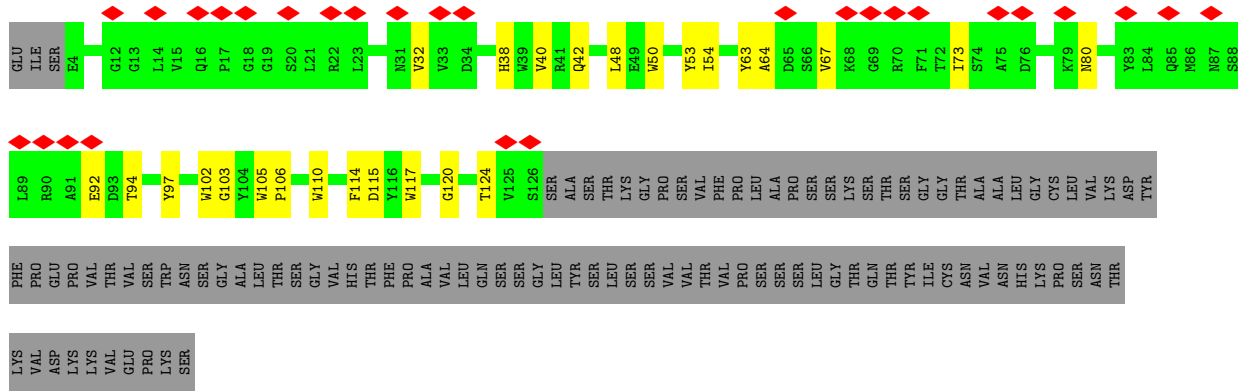 GLU ILE SER E4 G12 G13 L14 V15 Q16 P17 G18 G19 S20 L21 R22 L23 N31 V32 V33 D34 H38 W39 V40 R41 Q42 L48 E49 W50 Y53 I54 Y63 A64 D65 S66 V67 K68 G69 R70 F71 T72 I73 S74 A75 D76 K79 N80 Y83 L84 Q85 M86 N87 S88
L89 R90 A91 E92 D93 T94 Y97 W102 G103 Y104 W105 P106 W110 F114 D115 Y116 W117 G120 T124 V125 S126 SER ALA SER THR LYS GLY PRO SER VAL PHE PRO LEU ALA PRO SER SER LYS SER THR SER GLY GLY THR ALA ALA LEU GLY CYS LEU VAL LYS ASP TYR
PHE PRO GLU PRO VAL THR VAL SER TRP ASN SER GLY ALA LEU THR SER GLY VAL HIS THR PHE PRO ALA VAL LEU GLN SER SER GLY LEU TYR SER LEU SER SER VAL VAL THR VAL PRO SER SER SER LEU GLY THR GLN THR TYR ILE CYS ASN VAL ASN HIS LYS PRO SER ASN THR
LYS VAL ASP LYS LYS VAL GLU PRO LYS SER